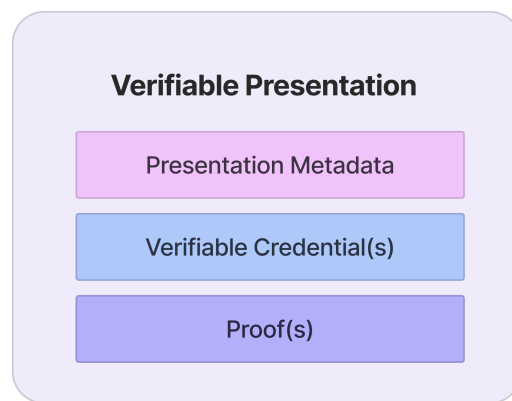 Verifiable Presentation
Presentation Metadata
Verifiable Credential(s)
Proof(s)